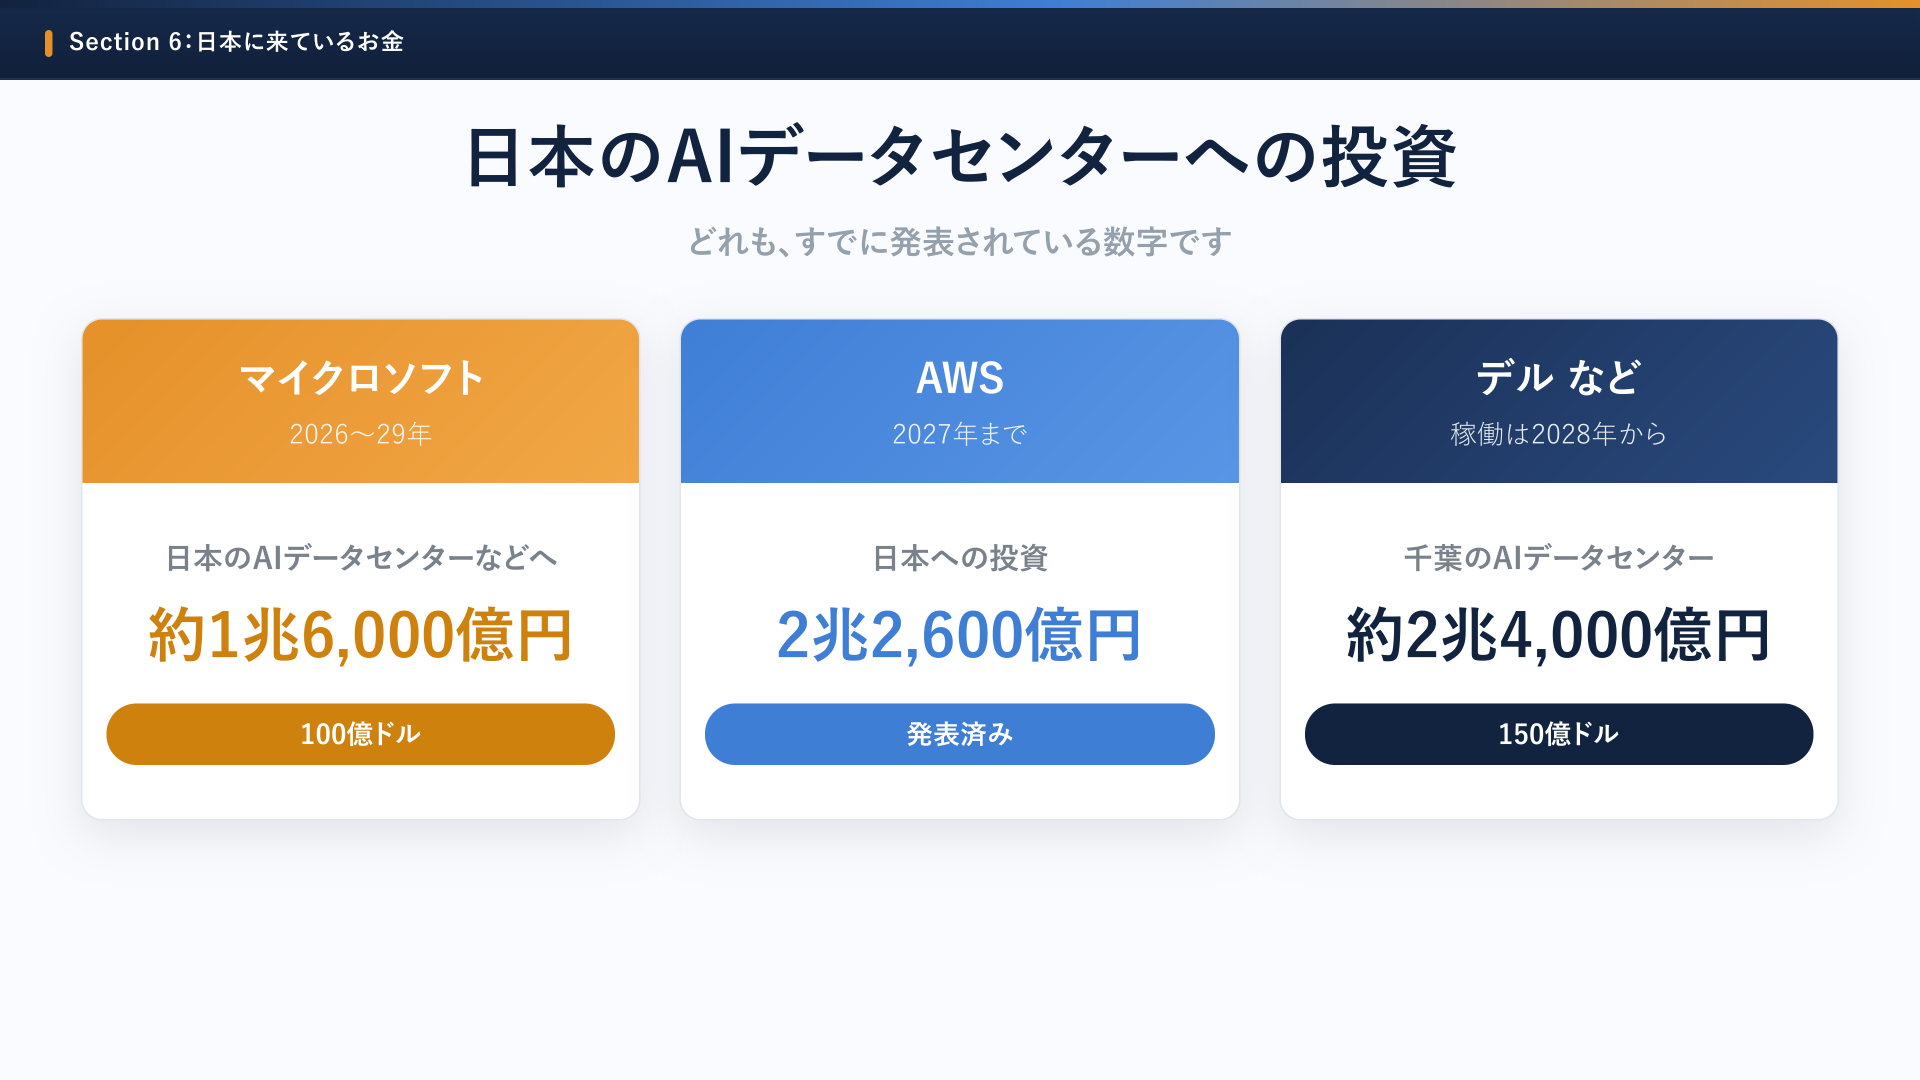 Section 6：日本に来ているお金
日本のAIデータセンターへの投資
どれも、すでに発表されている数字です
マイクロソフト
2026〜29年
日本のAIデータセンターなどへ
約1兆6,000億円
100億ドル
AWS
2027年まで
日本への投資
2兆2,600億円
発表済み
デル など
稼働は2028年から
千葉のAIデータセンター
約2兆4,000億円
150億ドル